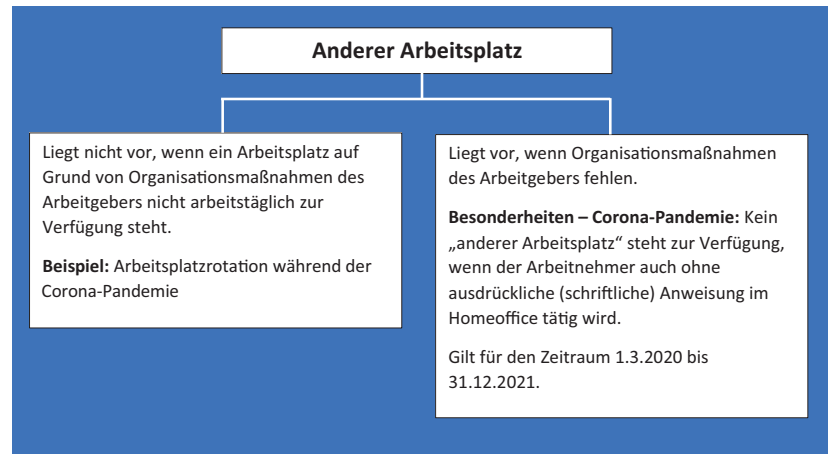 Anderer Arbeitsplatz
Liegt nicht vor, wenn ein Arbeitsplatz auf
Grund von Organisationsmaßnahmen des
Arbeitgebers nicht arbeitstäglich zur
Verfügung steht.
Beispiel: Arbeitsplatzrotation während der
Corona-Pandemie
Liegt vor, wenn Organisationsmaßnahmen
des Arbeitgebers fehlen.
Besonderheiten – Corona-Pandemie: Kein
„anderer Arbeitsplatz“ steht zur Verfügung,
wenn der Arbeitnehmer auch ohne
ausdrückliche (schriftliche) Anweisung im
Homeoffice tätig wird.
Gilt für den Zeitraum 1.3.2020 bis
31.12.2021.